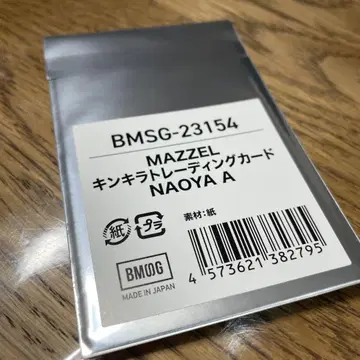 BMSG-23154
MAZZEL
キンキラトレーディングカード
NAOYA A
素材:紙
紙
プラ
BMSG
MADE IN JAPAN
4 573621 382795